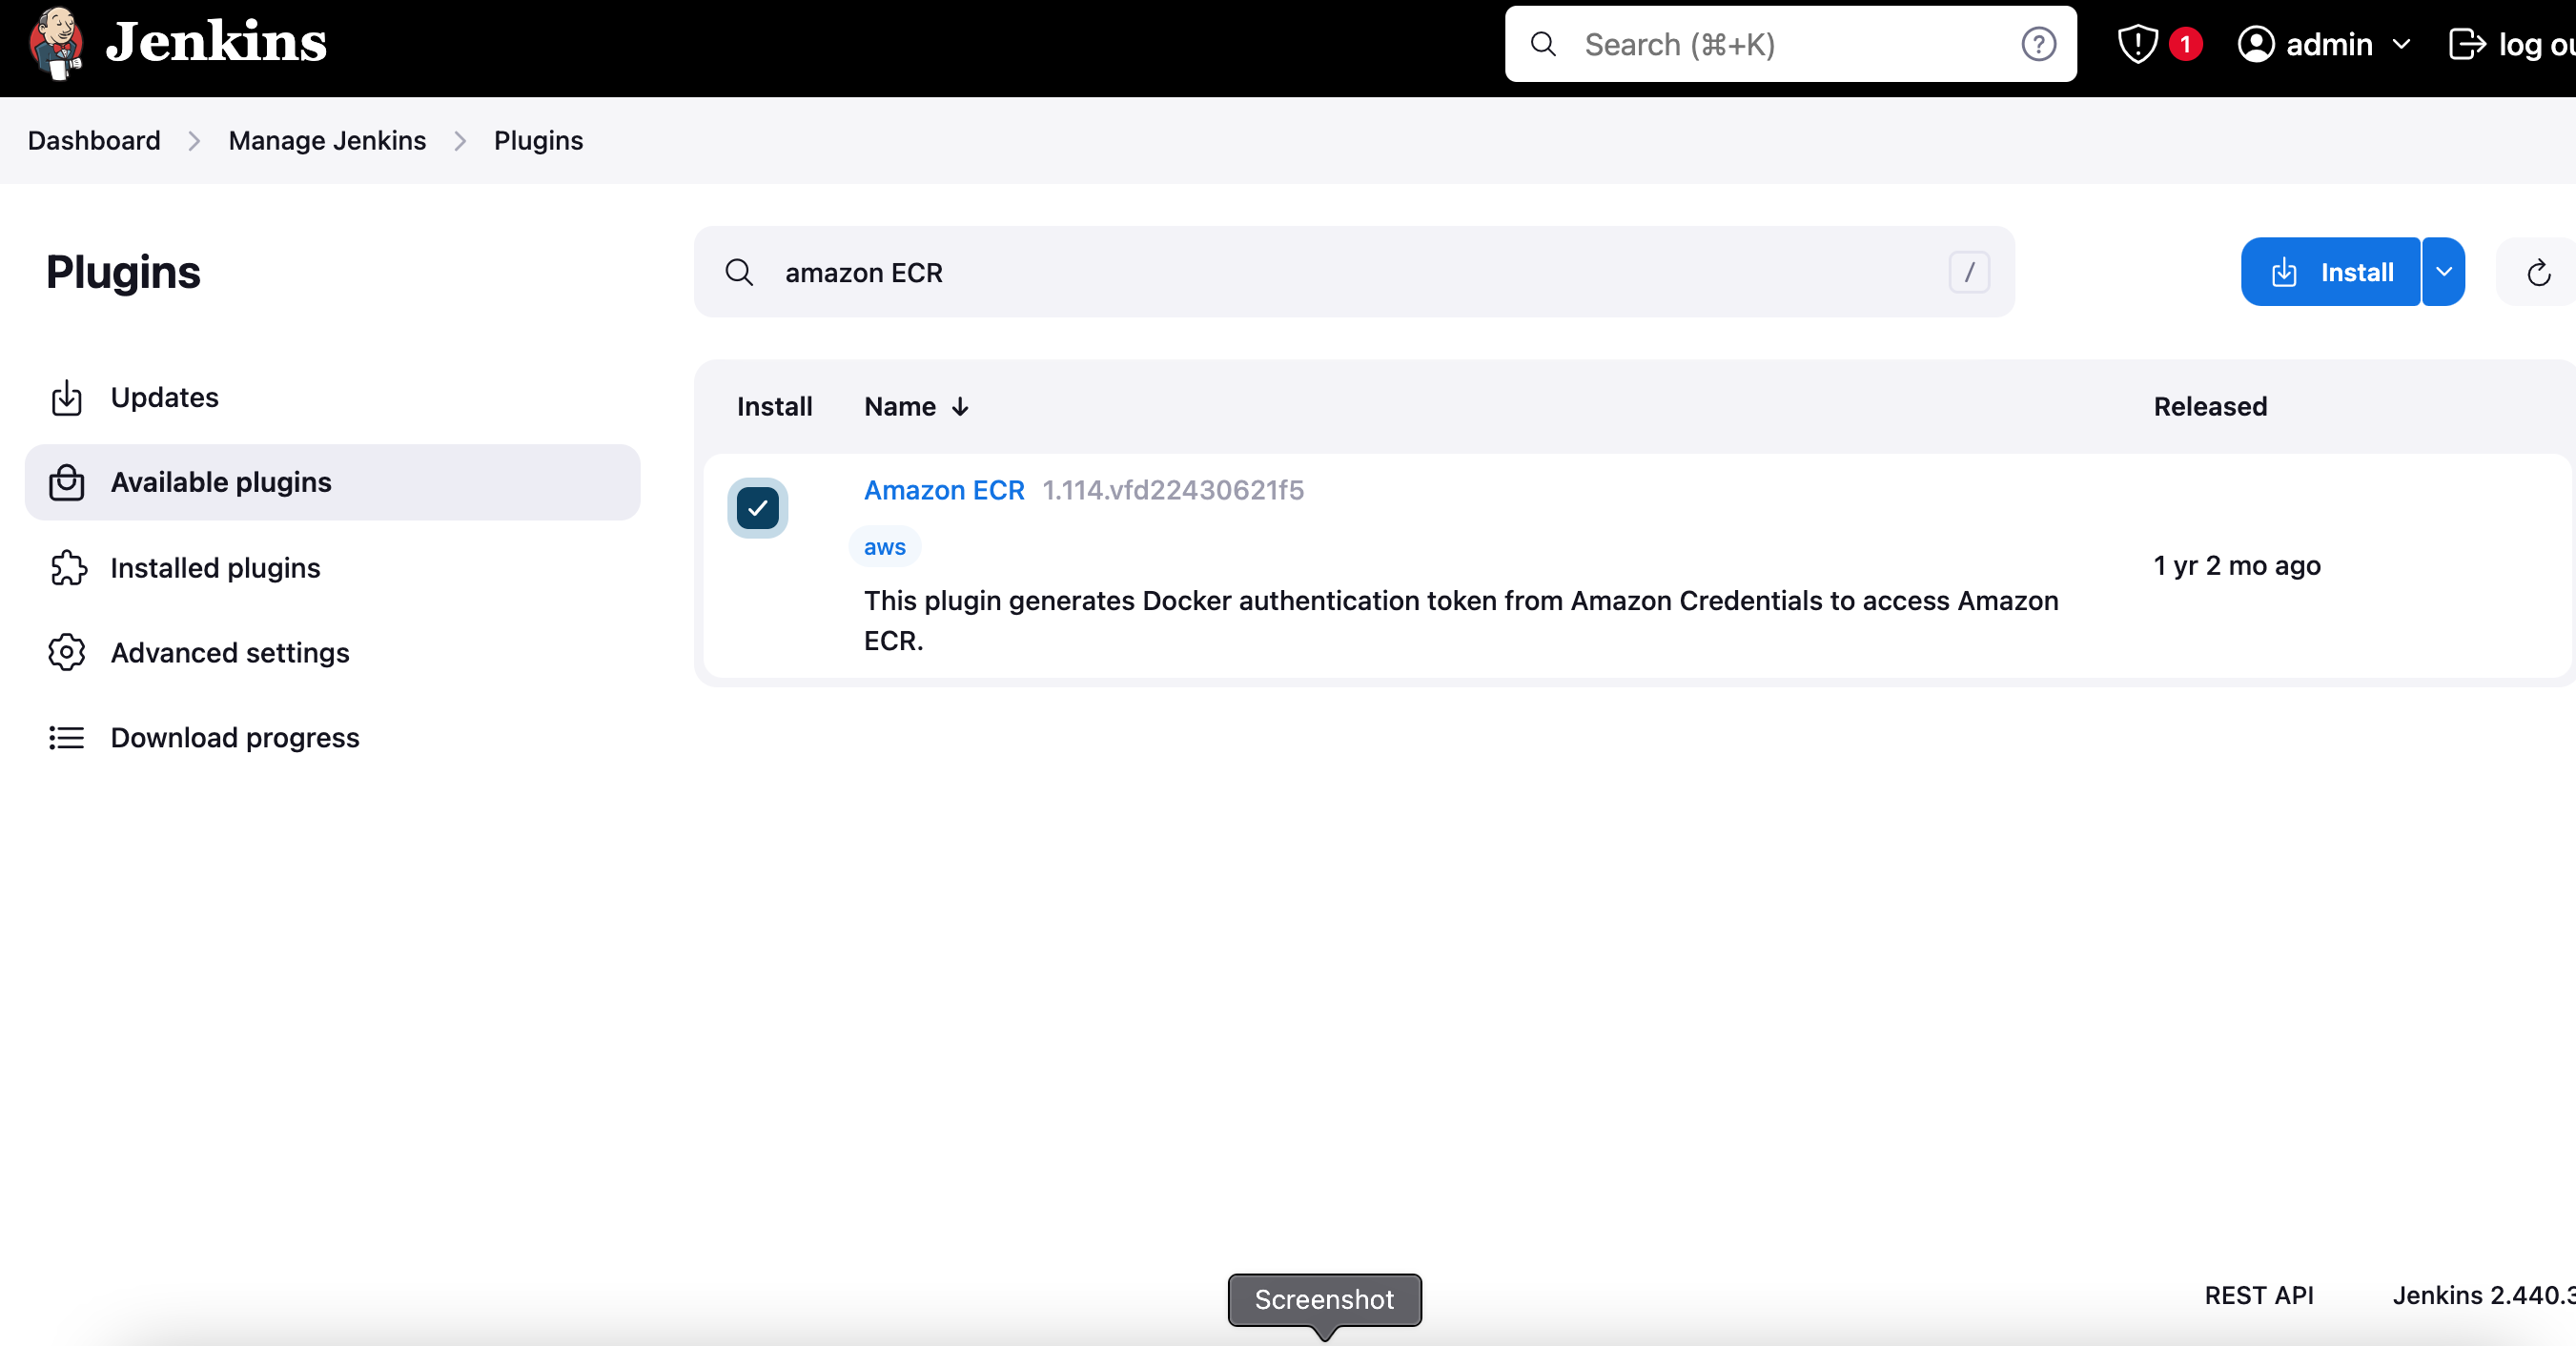 Jenkins
Search (⌘+K)
1
admin
log ou
Dashboard
Manage Jenkins
Plugins
Plugins
amazon ECR
/
Install
Updates
Available plugins
Installed plugins
Advanced settings
Download progress
Install
Name ↓
Released
Amazon ECR 1.114.vfd22430621f5
aws
This plugin generates Docker authentication token from Amazon Credentials to access Amazon
ECR.
1 yr 2 mo ago
Screenshot
REST API
Jenkins 2.440.3